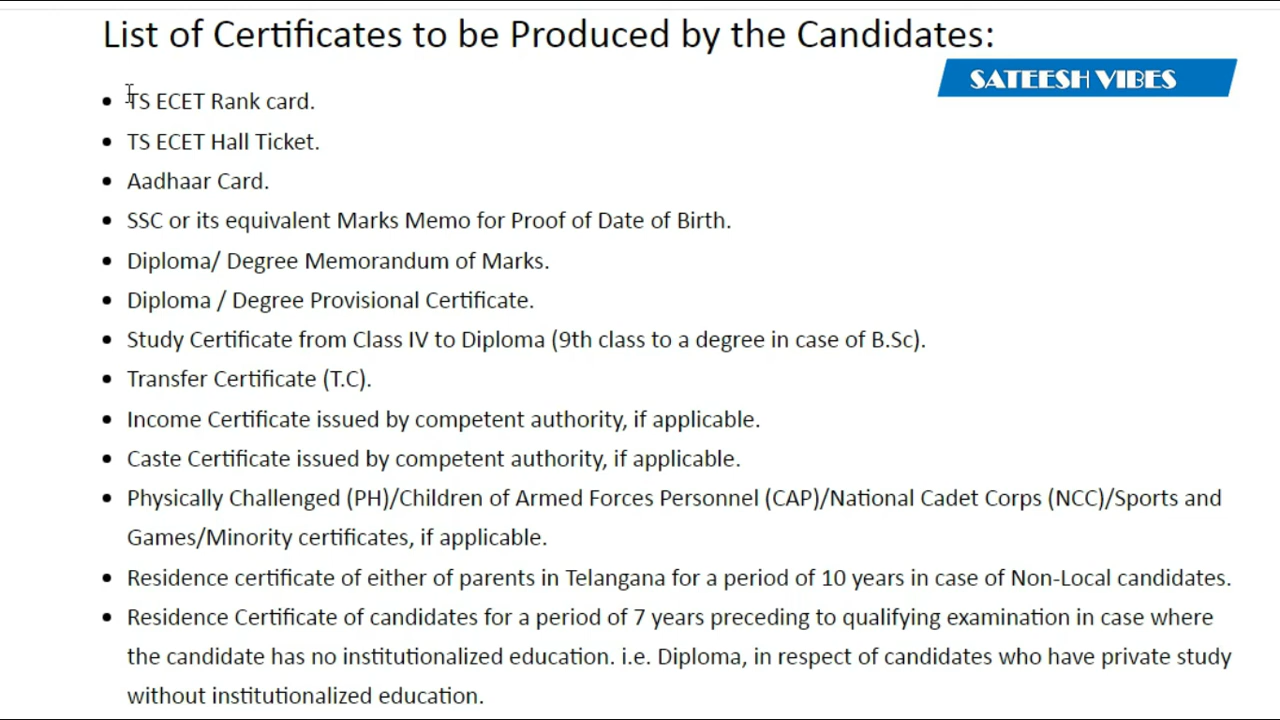 List of Certificates to be Produced by the Candidates:
SATEESH VIBES
• TS ECET Rank card.
• TS ECET Hall Ticket.
• Aadhaar Card.
• SSC or its equivalent Marks Memo for Proof of Date of Birth.
• Diploma/ Degree Memorandum of Marks.
• Diploma / Degree Provisional Certificate.
• Study Certificate from Class IV to Diploma (9th class to a degree in case of B.Sc).
• Transfer Certificate (T.C).
• Income Certificate issued by competent authority, if applicable.
• Caste Certificate issued by competent authority, if applicable.
• Physically Challenged (PH)/Children of Armed Forces Personnel (CAP)/National Cadet Corps (NCC)/Sports and
Games/Minority certificates, if applicable.
• Residence certificate of either of parents in Telangana for a period of 10 years in case of Non-Local candidates.
• Residence Certificate of candidates for a period of 7 years preceding to qualifying examination in case where
the candidate has no institutionalized education. i.e. Diploma, in respect of candidates who have private study
without institutionalized education.